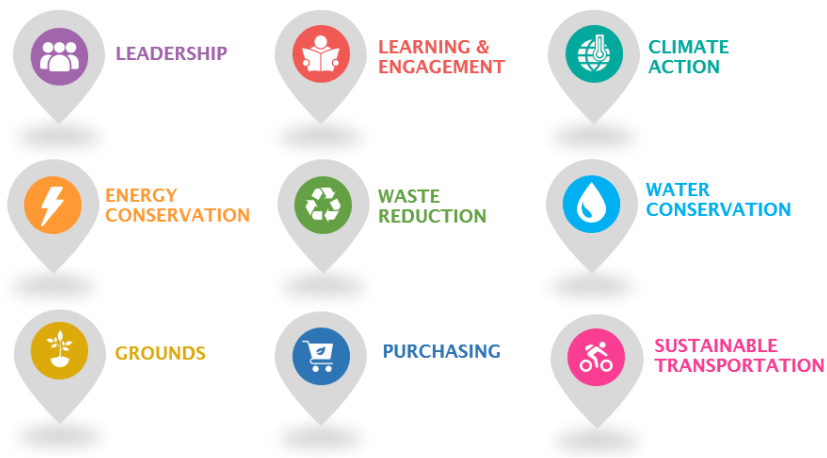 LEADERSHIP
LEARNING &
ENGAGEMENT
CLIMATE
ACTION
ENERGY
CONSERVATION
WASTE
REDUCTION
WATER
CONSERVATION
GROUNDS
PURCHASING
SUSTAINABLE
TRANSPORTATION